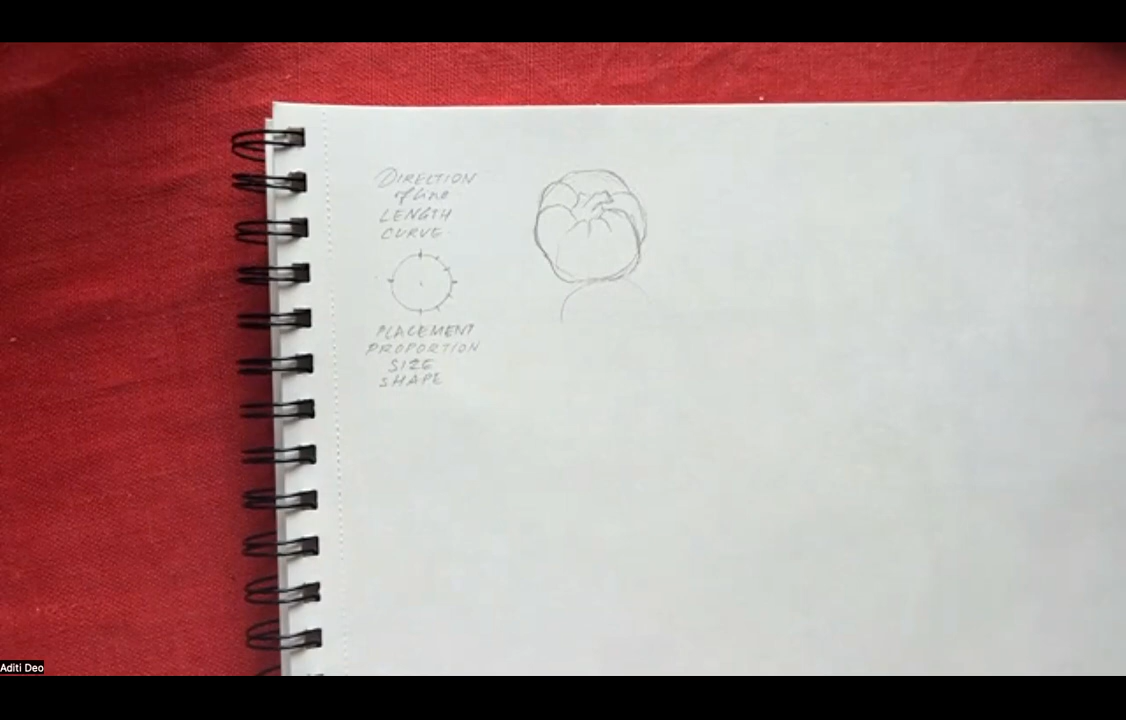 DIRECTION
of line
LENGTH
CURVE
PLACEMENT
PROPORTION
SIZE
SHAPE
Aditi Deo